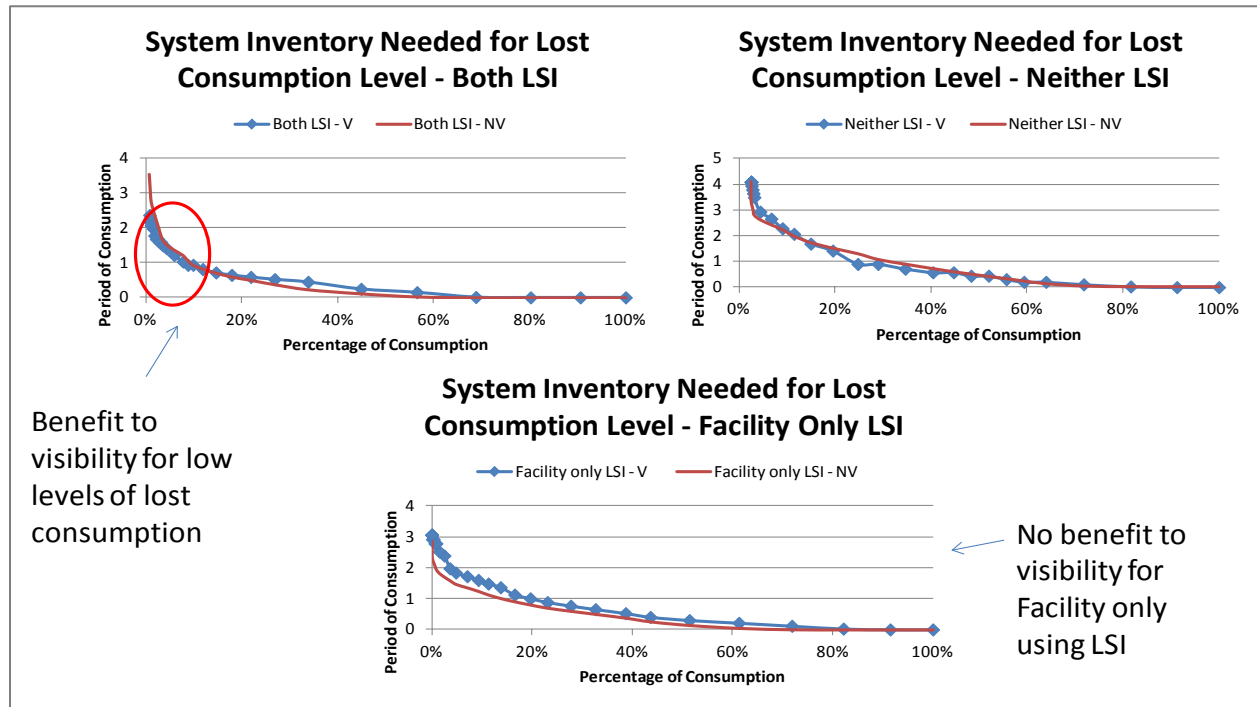 System Inventory Needed for Lost
Consumption Level - Both LSI
Both LSI - V
Both LSI - NV
Period of Consumption
4
3
2
1
0
0%
20%
40%
60%
80%
100%
Percentage of Consumption
System Inventory Needed for Lost
Consumption Level - Neither LSI
Neither LSI - V
Neither LSI - NV
Period of Consumption
5
4
3
2
1
0
0%
20%
40%
60%
80%
100%
Percentage of Consumption
Benefit to
visibility for low
levels of lost
consumption
System Inventory Needed for Lost
Consumption Level - Facility Only LSI
Facility only LSI - V
Facility only LSI - NV
Period of Consumption
4
3
2
1
0
0%
20%
40%
60%
80%
100%
Percentage of Consumption
No benefit to
visibility for
Facility only
using LSI